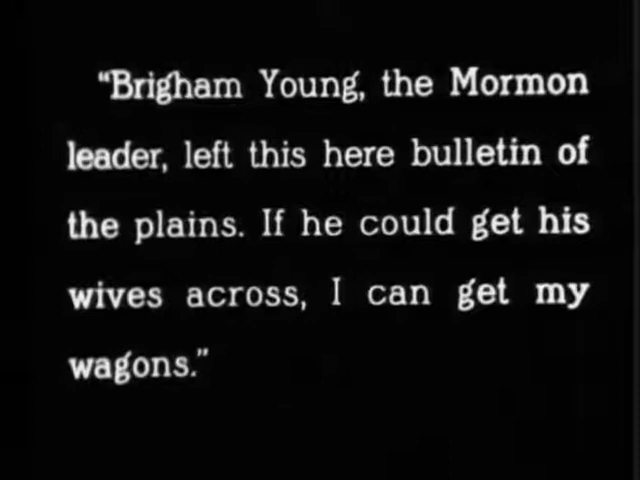 "Brigham Young, the Mormon
leader, left this here bulletin of
the plains. If he could get his
wives across, I can get my
wagons."